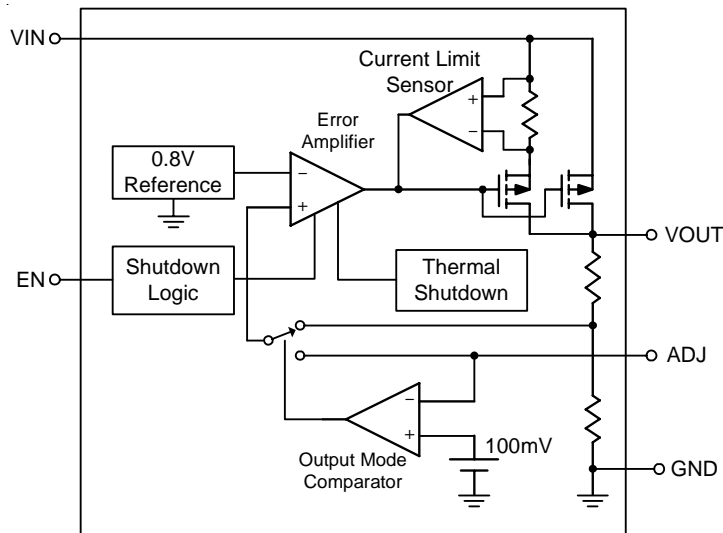 VIN
Current Limit
Sensor
+
−
Error
Amplifier
0.8V
Reference
−
+
VOUT
EN
Shutdown
Logic
Thermal
Shutdown
ADJ
−
+
100mV
Output Mode
Comparator
GND